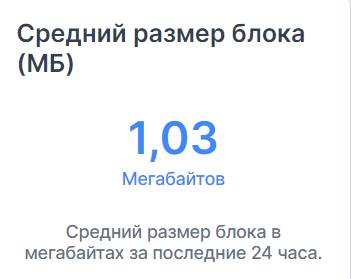 Средний размер блока
(МБ)
1,03
Мегабайтов
Средний размер блока в
мегабайтах за последние 24 часа.